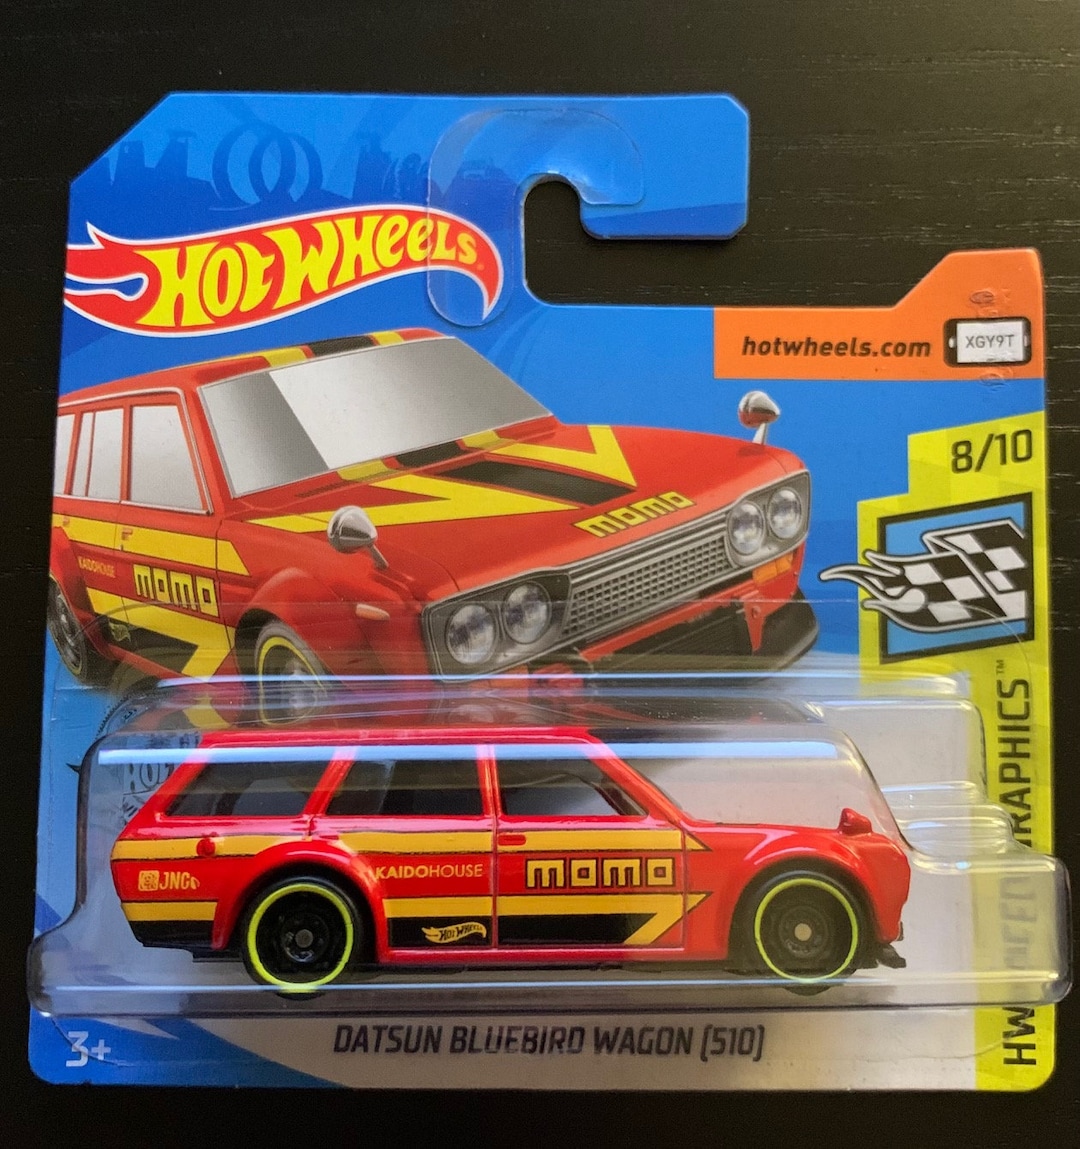 HOT WHEELS
hotwheels.com
XGY9T
8/10
momo
KAIDOHOUSE
momo
HW
GRAPHICS™
JNC
KAIDOHOUSE
momo
HOT WHEELS
3+
DATSUN BLUEBIRD WAGON (510)